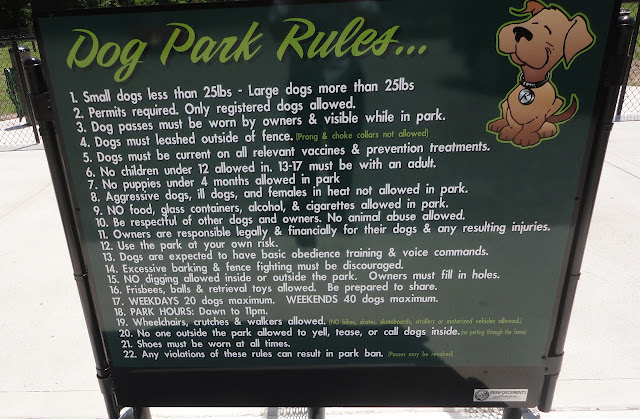 Dog Park Rules...
1. Small dogs less than 25lbs - Large dogs more than 25lbs
2. Permits required. Only registered dogs allowed.
3. Dog passes must be worn by owners & visible while in park.
4. Dogs must leashed outside of fence. (Prong & choke collars not allowed)
5. Dogs must be current on all relevant vaccines & prevention treatments.
6. No children under 12 allowed in. 13-17 must be with an adult.
7. No puppies under 4 months allowed in park
8. Aggressive dogs, ill dogs, and females in heat not allowed in park.
9. NO food, glass containers, alcohol, & cigarettes allowed in park.
10. Be respectful of other dogs and owners. No animal abuse allowed.
11. Owners are responsible legally & financially for their dogs & any resulting injuries.
12. Use the park at your own risk.
13. Dogs are expected to have basic obedience training & voice commands.
14. Excessive barking & fence fighting must be discouraged.
15. NO digging allowed inside or outside the park. Owners must fill in holes.
16. Frisbees, balls & retrieval toys allowed. Be prepared to share.
17. WEEKDAYS 20 dogs maximum. WEEKENDS 40 dogs maximum.
18. PARK HOURS: Dawn to 11pm.
19. Wheelchairs, crutches & walkers allowed. (NO bikes, skates, skateboards, strollers or motorized vehicles allowed.)
20. No one outside the park allowed to yell, tease, or call dogs inside. (no petting through the fence)
21. Shoes must be worn at all times.
22. Any violations of these rules can result in park ban. (Passes may be revoked)